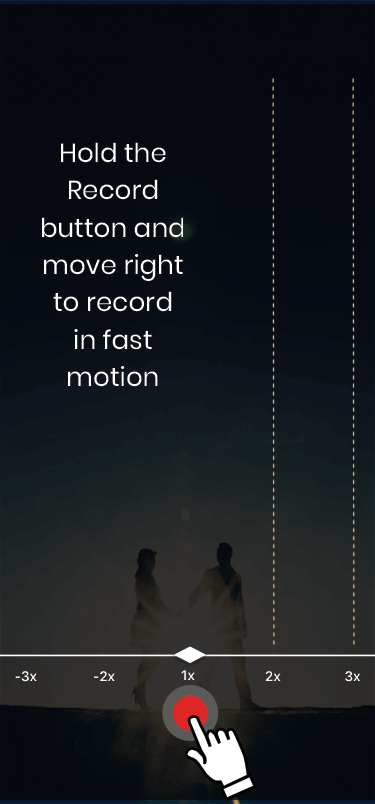 Hold the
Record
button and
move right
to record
in fast
motion
-3x -2x 1x 2x 3x